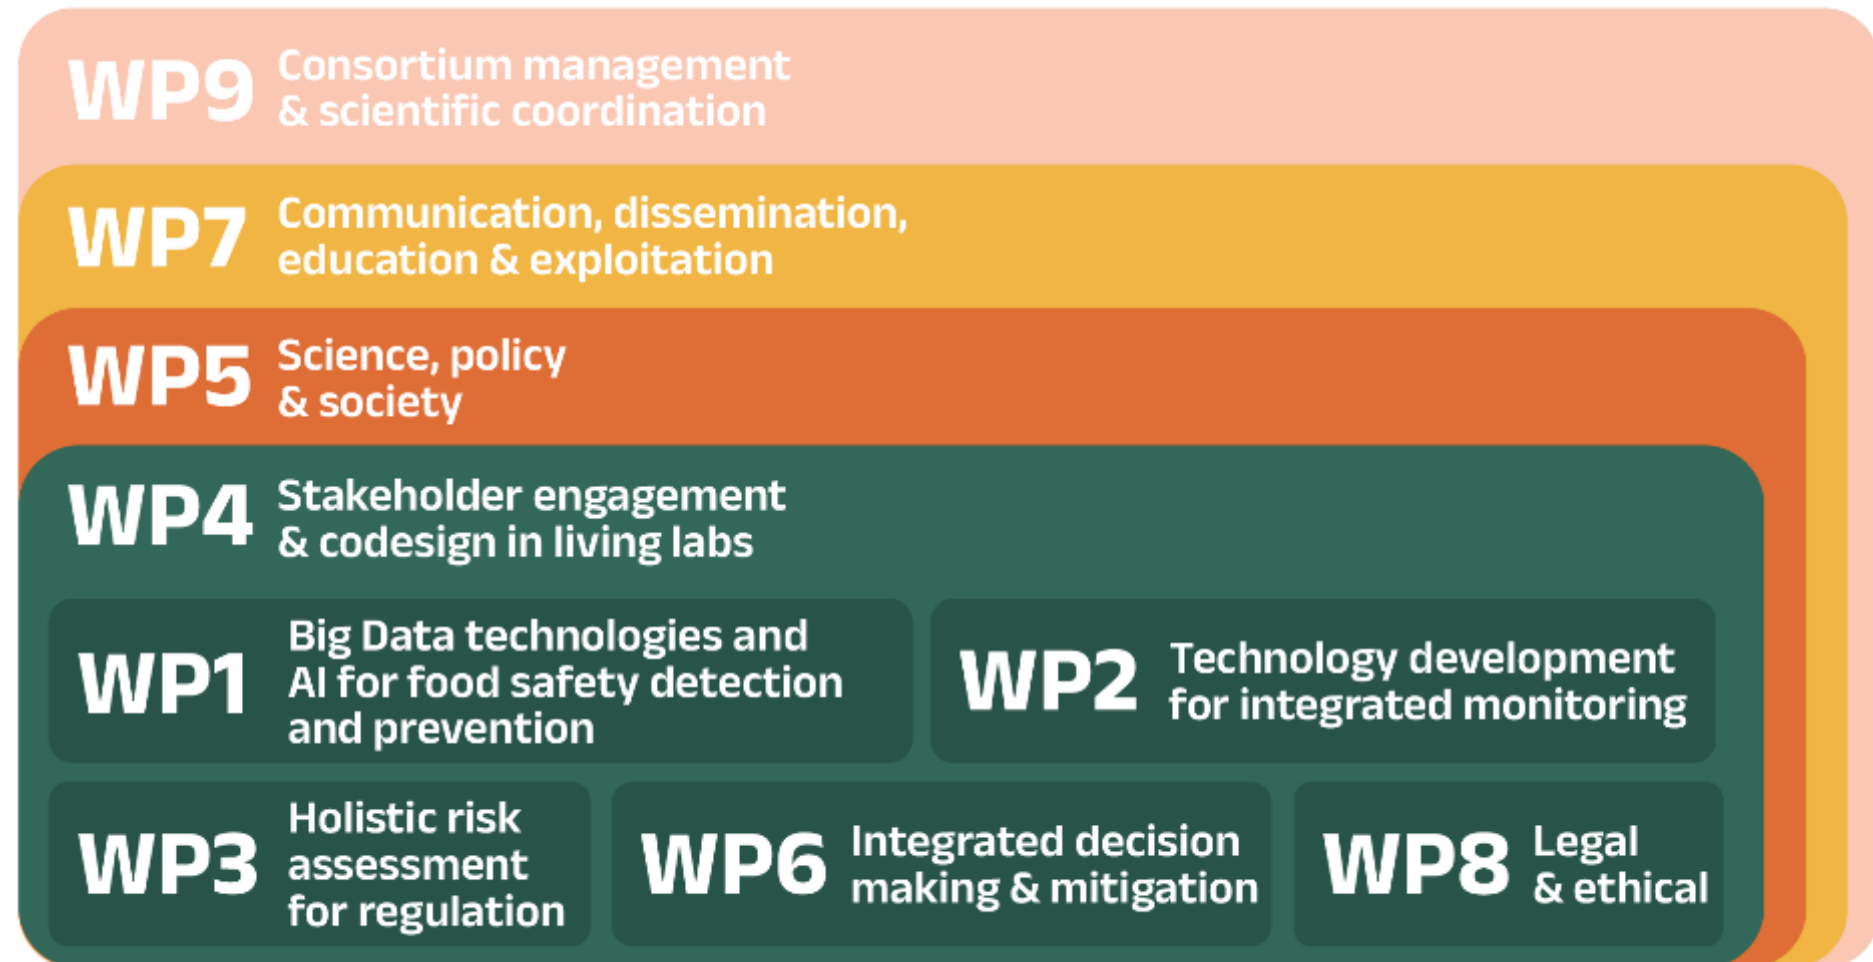 WP9 Consortium management
& scientific coordination
WP7 Communication, dissemination,
education & exploitation
WP5 Science, policy
& society
WP4 Stakeholder engagement
& codesign in living labs
WP1 Big Data technologies and
AI for food safety detection
and prevention
WP2 Technology development
for integrated monitoring
WP3 Holistic risk
assessment
for regulation
WP6 Integrated decision
making & mitigation
WP8 Legal
& ethical